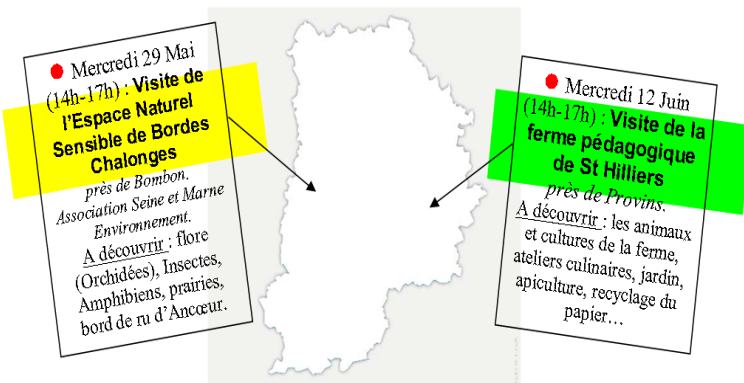 Mercredi 29 Mai
(14h-17h) : Visite de
l'Espace Naturel
Sensible de Bordes
Chalonges
près de Bombon.
Association Seine et Marne
Environnement.
A découvrir : flore
(Orchidées), Insectes,
Amphibiens, prairies,
bord de ru d'Ancœur.
Mercredi 12 Juin
(14h-17h) : Visite de la
ferme pédagogique
de St Hilliers
près de Provins.
A découvrir : les animaux
et cultures de la ferme,
ateliers culinaires, jardin,
apiculture, recyclage du
papier…